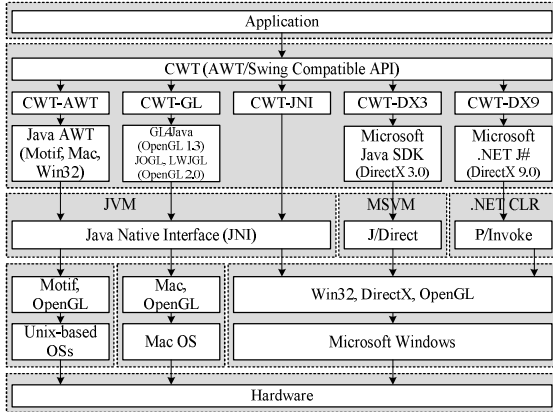 Application
CWT (AWT/Swing Compatible API)
CWT-AWT
CWT-GL
CWT-JNI
CWT-DX3
CWT-DX9
Java AWT
(Motif, Mac,
Win32)
GL4Java
(OpenGL 1.3)
JOGL, LWJGL
(OpenGL 2.0)
Microsoft
Java SDK
(DirectX 3.0)
Microsoft
.NET J#
(DirectX 9.0)
JVM
MSVM
.NET CLR
Java Native Interface (JNI)
J/Direct
P/Invoke
Motif,
OpenGL
Mac,
OpenGL
Win32, DirectX, OpenGL
Unix-based
OSs
Mac OS
Microsoft Windows
Hardware